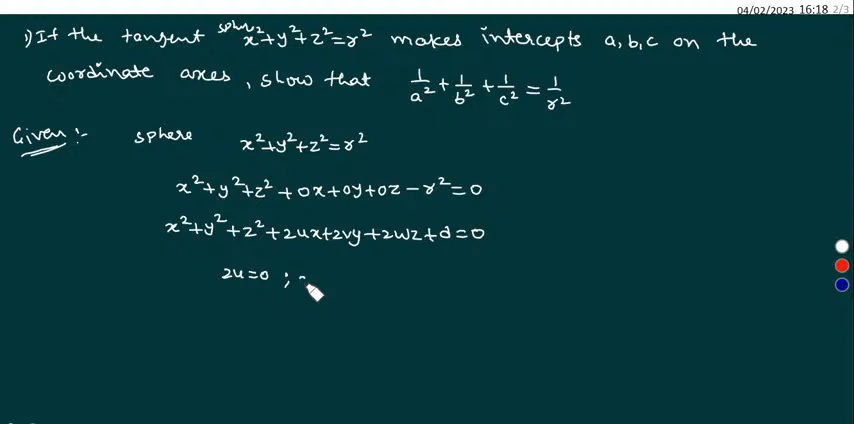 04/02/2023 16:18 2/3
1) If the tangent sphere x²+y²+z²=r² makes intercepts a,b,c on the
coordinate axes, show that 1/a² + 1/b² + 1/c² = 1/r²
Given :- sphere x²+y²+z²=r²
x²+y²+z²+0x+0y+0z-r²=0
x²+y²+z²+2ux+2vy+2wz+d=0
2u=0 ;